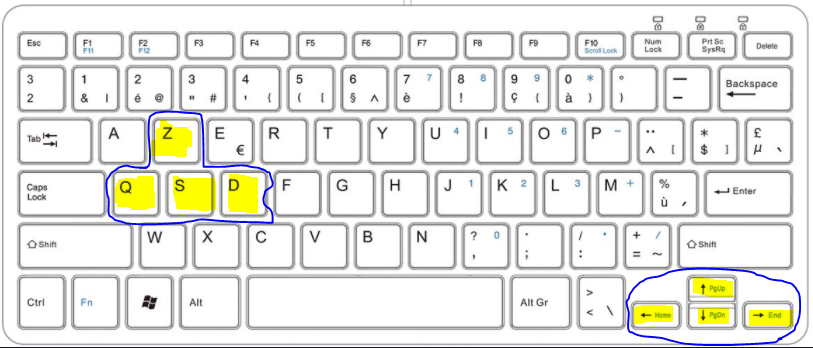 Esc F1 F2 F3 F4 F5 F6 F7 F8 F9 F10 Num Prt Sc Delete
F11 F12 Scroll Lock Lock SysRq
3 1 2 3 4 5 6 7 7 8 8 9 9 0 * ° — Backspace
2 & | é @ " # ' { ( [ § ^ è ! ç { à } ) –
Tab A Z E R T Y U 4 I 5 O 6 P – ¨ * £
€ ^ [ $ ] µ `
Caps Q S D F G H J 1 K 2 L 3 M + % Enter
Lock ù ´
Shift W X C V B N ? 0 . / * + / Shift
, ; : = ~
Ctrl Fn Alt Alt Gr > PgUp
< \ Home PgDn End